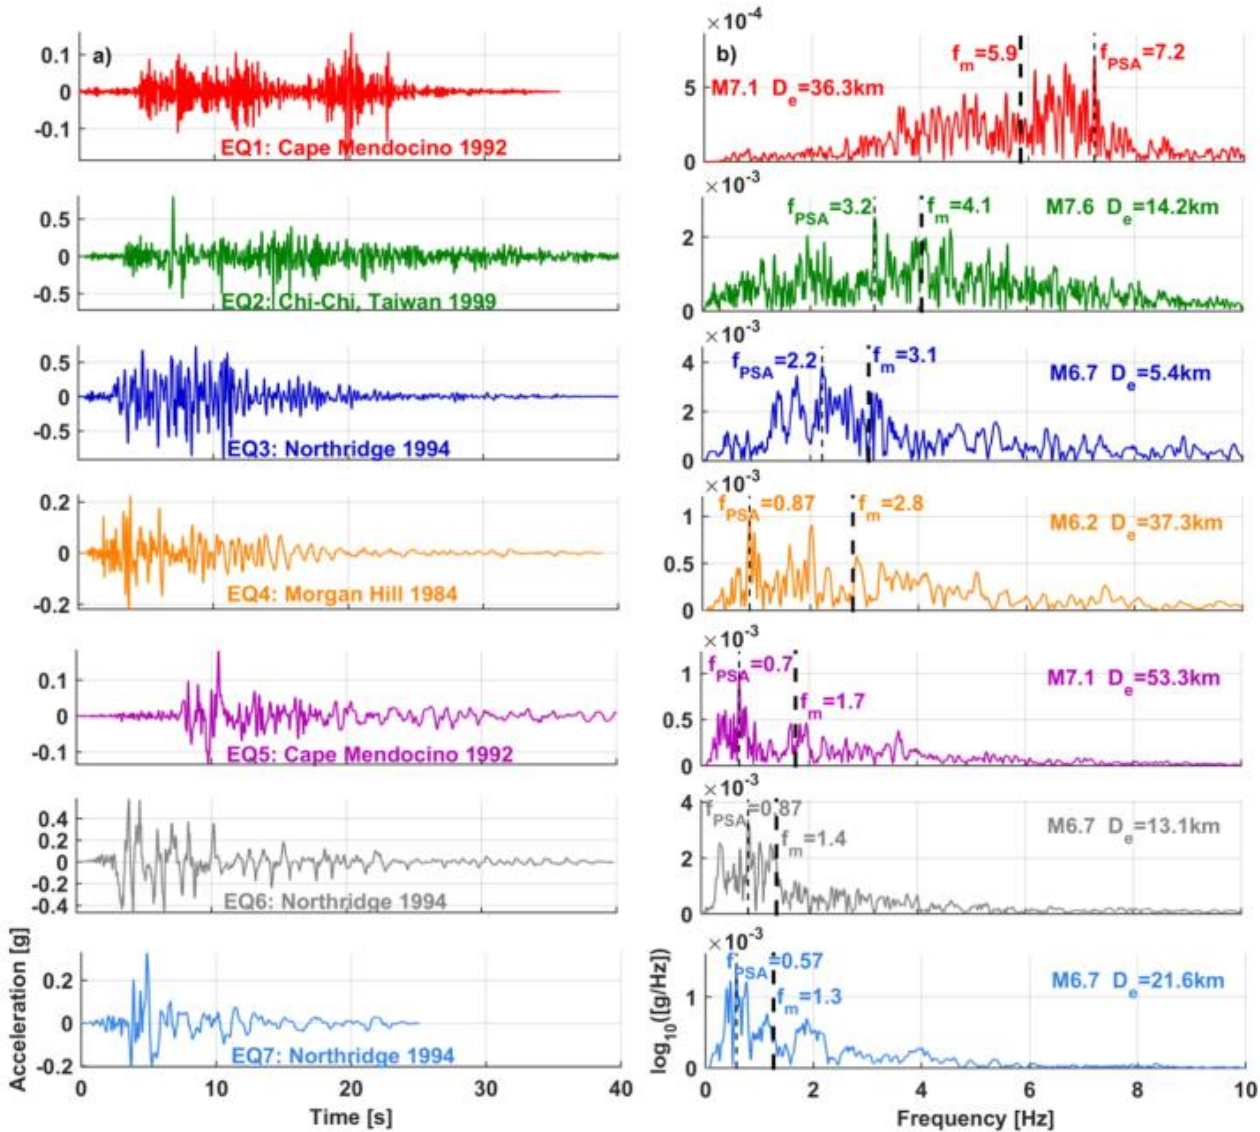 a)
0.1
0
-0.1
EQ1: Cape Mendocino 1992
0.5
0
-0.5
EQ2: Chi-Chi, Taiwan 1999
0.5
0
-0.5
EQ3: Northridge 1994
0.2
0
-0.2
EQ4: Morgan Hill 1984
0.1
0
-0.1
EQ5: Cape Mendocino 1992
0.4
0.2
0
-0.2
-0.4
EQ6: Northridge 1994
0.2
0
-0.2
EQ7: Northridge 1994
Acceleration [g]
0 10 20 30 40
Time [s]
×10⁻⁴
b)
f_m=5.9
f_PSA=7.2
M7.1 D_e=36.3km
5
0
×10⁻³
f_PSA=3.2
f_m=4.1
M7.6 D_e=14.2km
2
0
×10⁻³
f_PSA=2.2
f_m=3.1
M6.7 D_e=5.4km
4
2
0
×10⁻³
f_PSA=0.87
f_m=2.8
M6.2 D_e=37.3km
1
0.5
0
×10⁻³
f_PSA=0.7
f_m=1.7
M7.1 D_e=53.3km
1
0.5
0
×10⁻³
f_PSA=0.87
f_m=1.4
M6.7 D_e=13.1km
4
2
0
×10⁻³
f_PSA=0.57
f_m=1.3
M6.7 D_e=21.6km
1
0
log₁₀([g/Hz])
0 2 4 6 8 10
Frequency [Hz]